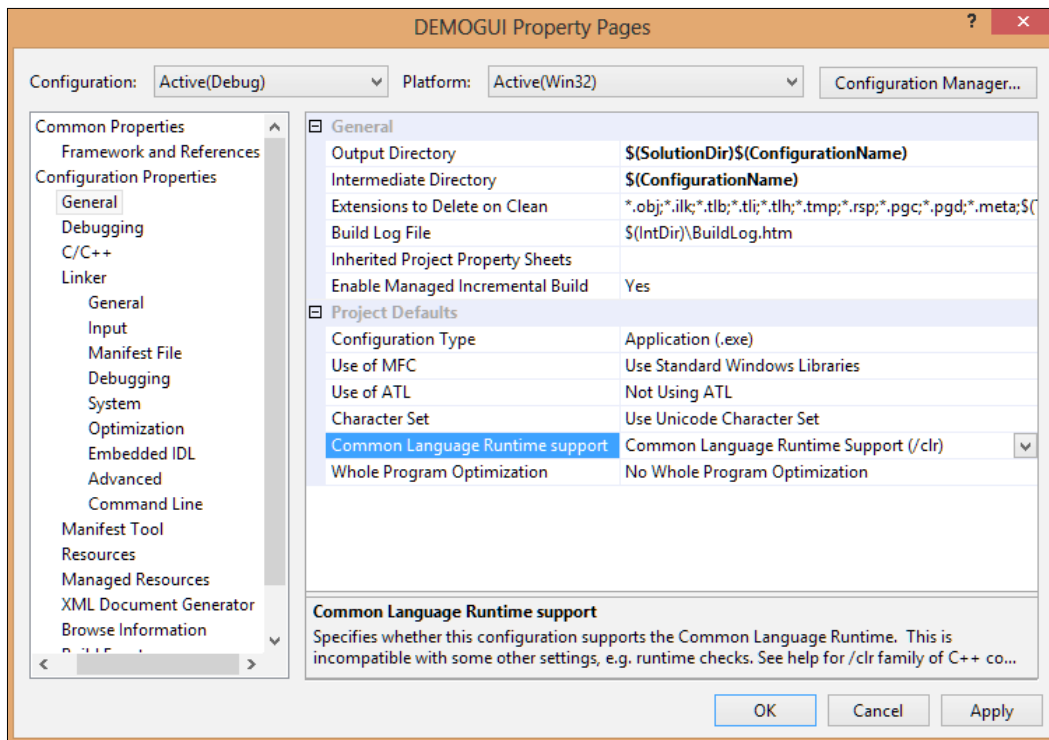 DEMOGUI Property Pages
? ×
Configuration: Active(Debug) Platform: Active(Win32) Configuration Manager...
Common Properties
Framework and References
Configuration Properties
General
Debugging
C/C++
Linker
General
Input
Manifest File
Debugging
System
Optimization
Embedded IDL
Advanced
Command Line
Manifest Tool
Resources
Managed Resources
XML Document Generator
Browse Information
General
Output Directory $(SolutionDir)$(ConfigurationName)
Intermediate Directory $(ConfigurationName)
Extensions to Delete on Clean *.obj;*.ilk;*.tlb;*.tli;*.tlh;*.tmp;*.rsp;*.pgc;*.pgd;*.meta;$(
Build Log File $(IntDir)\BuildLog.htm
Inherited Project Property Sheets
Enable Managed Incremental Build Yes
Project Defaults
Configuration Type Application (.exe)
Use of MFC Use Standard Windows Libraries
Use of ATL Not Using ATL
Character Set Use Unicode Character Set
Common Language Runtime support Common Language Runtime Support (/clr)
Whole Program Optimization No Whole Program Optimization
Common Language Runtime support
Specifies whether this configuration supports the Common Language Runtime. This is
incompatible with some other settings, e.g. runtime checks. See help for /clr family of C++ co...
OK Cancel Apply